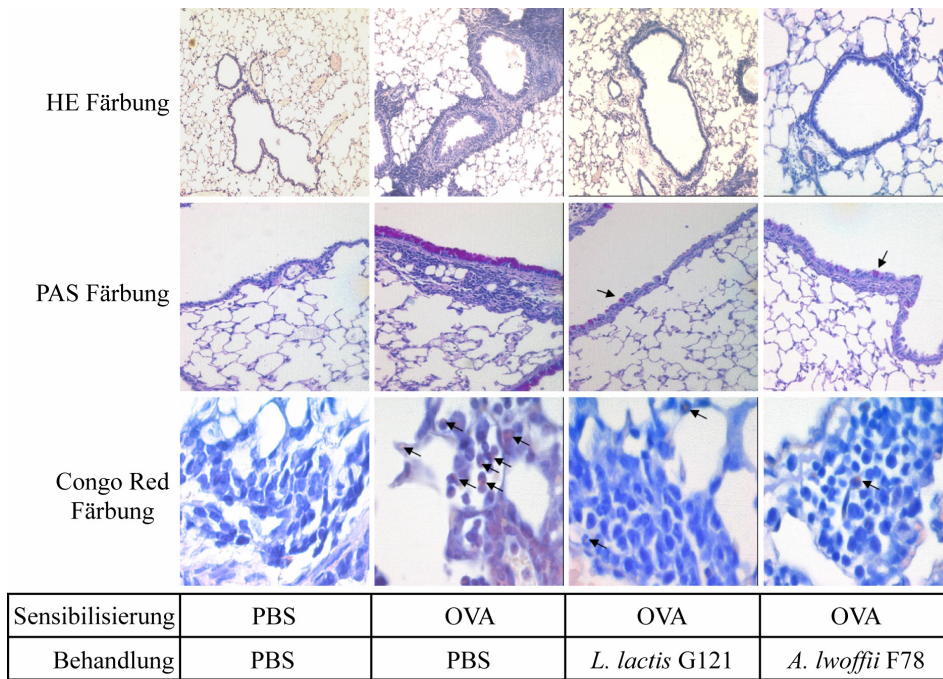 HE Färbung
PAS Färbung
Congo Red
Färbung
Sensibilisierung PBS OVA OVA OVA
Behandlung PBS PBS L. lactis G121 A. lwoffii F78